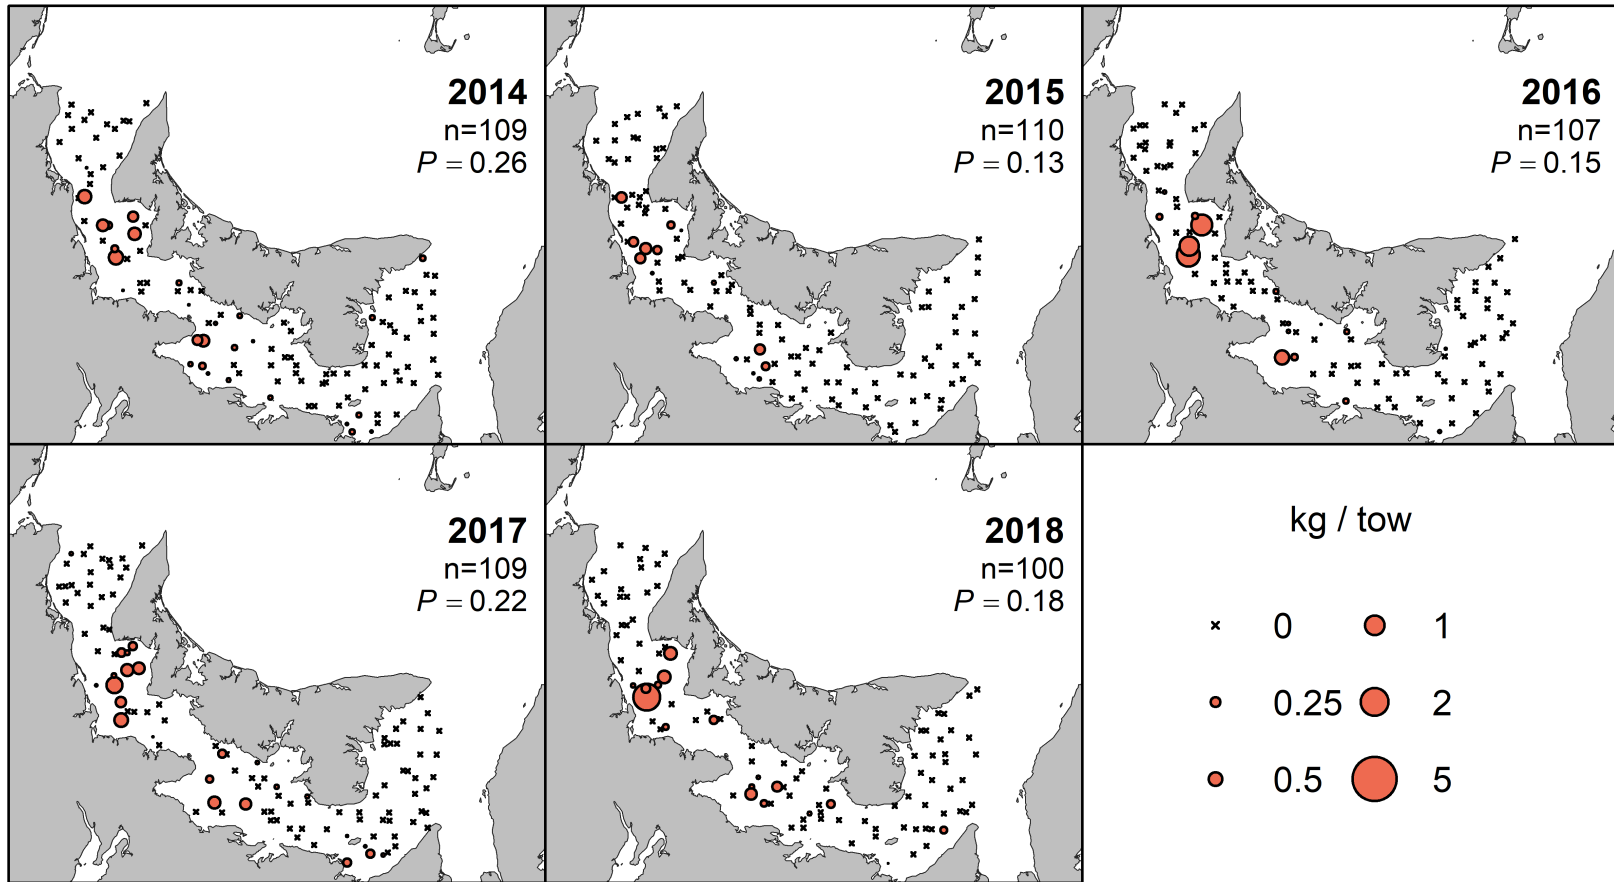 2014
n=109
P = 0.26
2015
n=110
P = 0.13
2016
n=107
P = 0.15
2017
n=109
P = 0.22
2018
n=100
P = 0.18
kg / tow
0 1
0.25 2
0.5 5